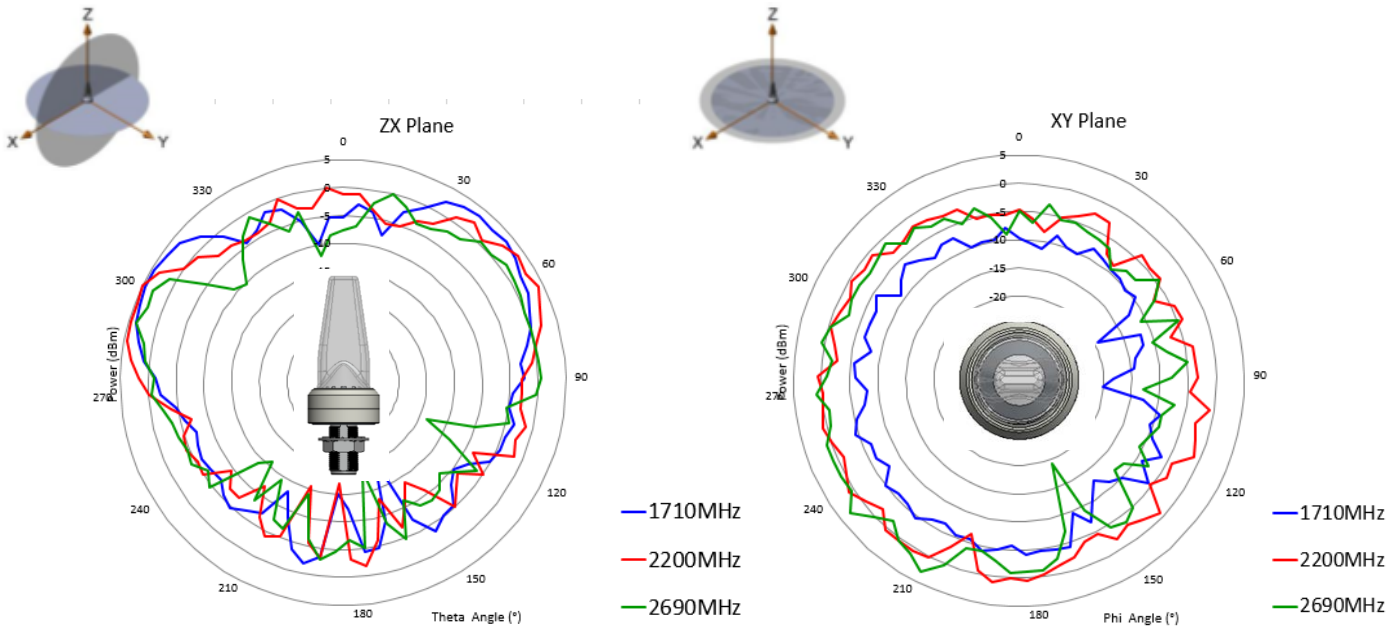 Z
X
Y
ZX Plane
0
5
0
-5
-10
30
60
90
120
150
180
210
240
270
300
330
Power (dBm)
Theta Angle (°)
1710MHz
2200MHz
2690MHz
Z
X
Y
XY Plane
0
5
0
-5
-10
-15
-20
30
60
90
120
150
180
210
240
270
300
330
Power (dBm)
Phi Angle (°)
1710MHz
2200MHz
2690MHz